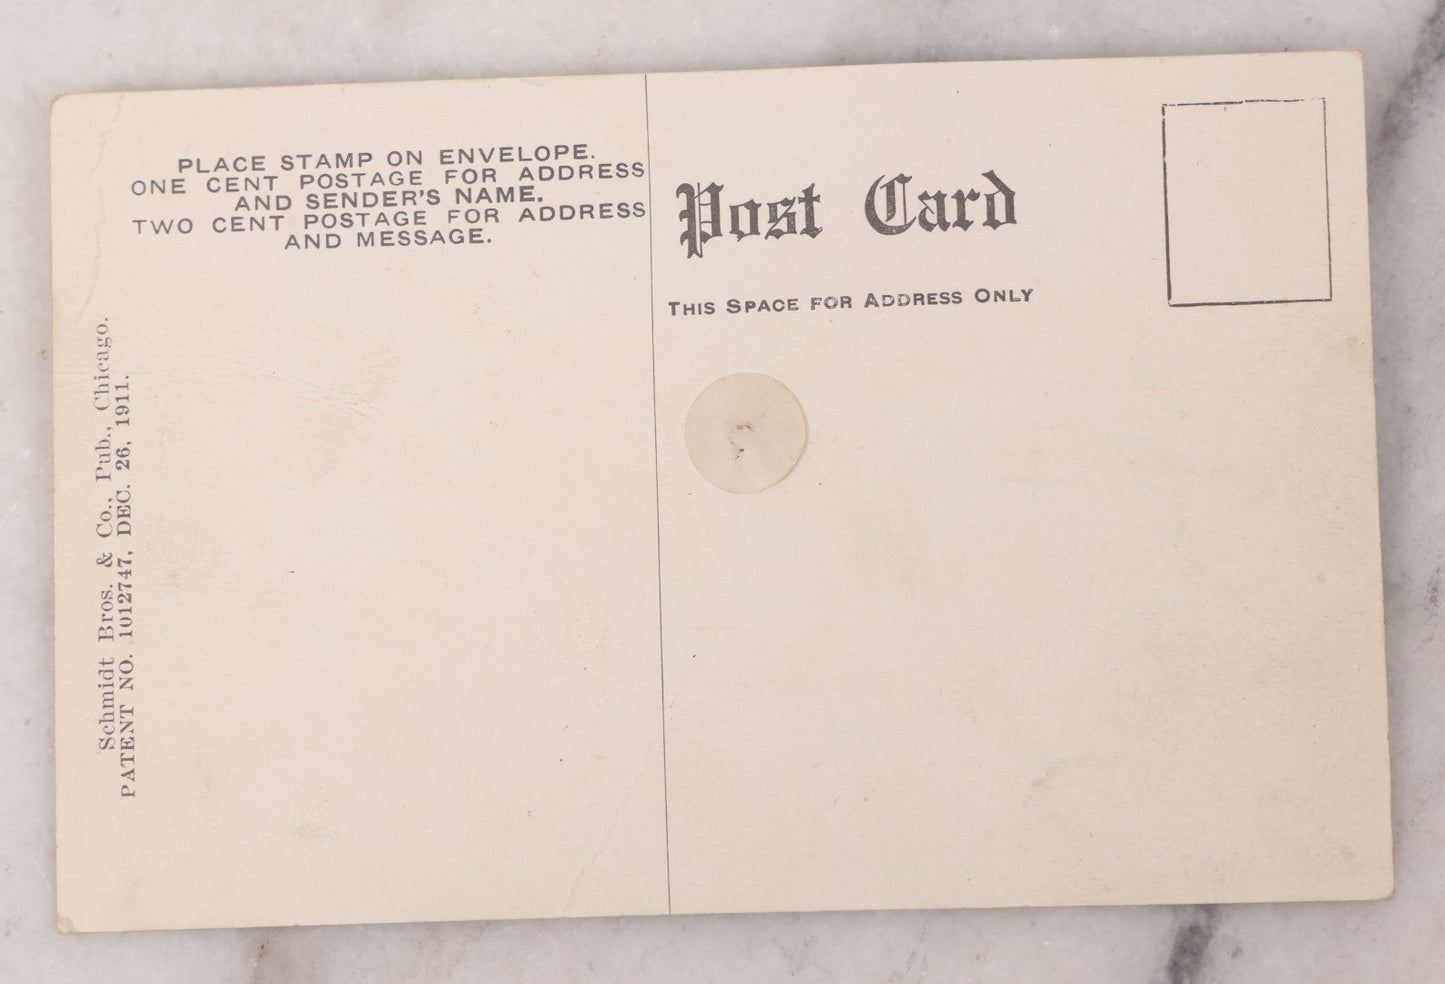 PLACE STAMP ON ENVELOPE.
ONE CENT POSTAGE FOR ADDRESS
AND SENDER'S NAME.
TWO CENT POSTAGE FOR ADDRESS
AND MESSAGE.
Post Card
THIS SPACE FOR ADDRESS ONLY
Schmidt Bros. & Co., Pub., Chicago.
PATENT NO. 1012747, DEC. 26, 1911.